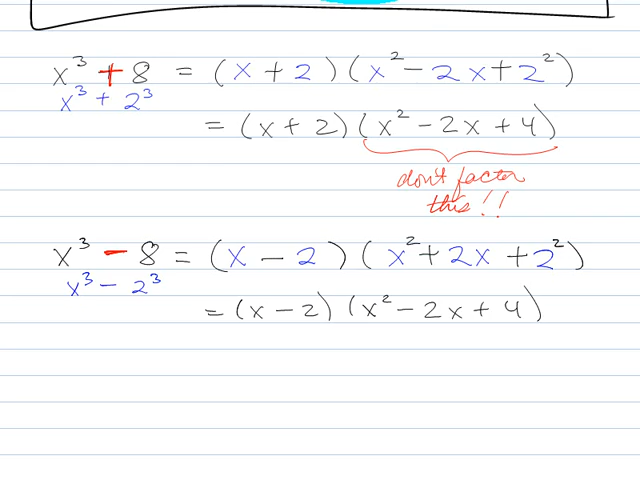 x³ + 8 = (x + 2) (x² − 2x + 2²)
x³ + 2³
= (x + 2) (x² − 2x + 4)
don't factor
this!!
x³ − 8 = (x − 2) (x² + 2x + 2²)
x³ − 2³
= (x − 2) (x² − 2x + 4)